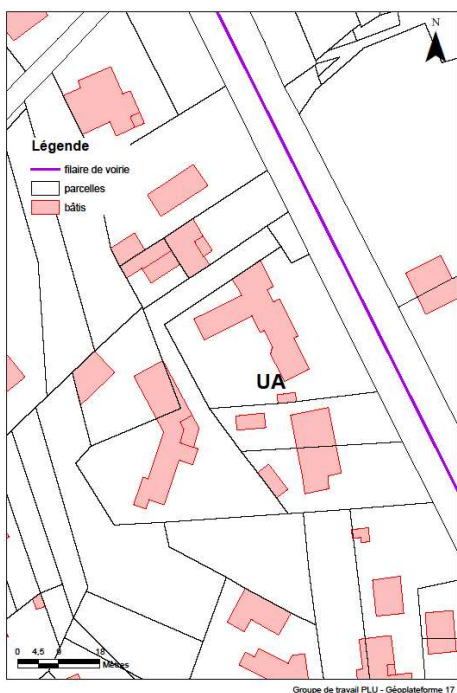 N
Légende
filaire de voirie
parcelles
bâtis
UA
0 4,5 9 18
Mètres
Groupe de travail PLU - Géoplateforme 17